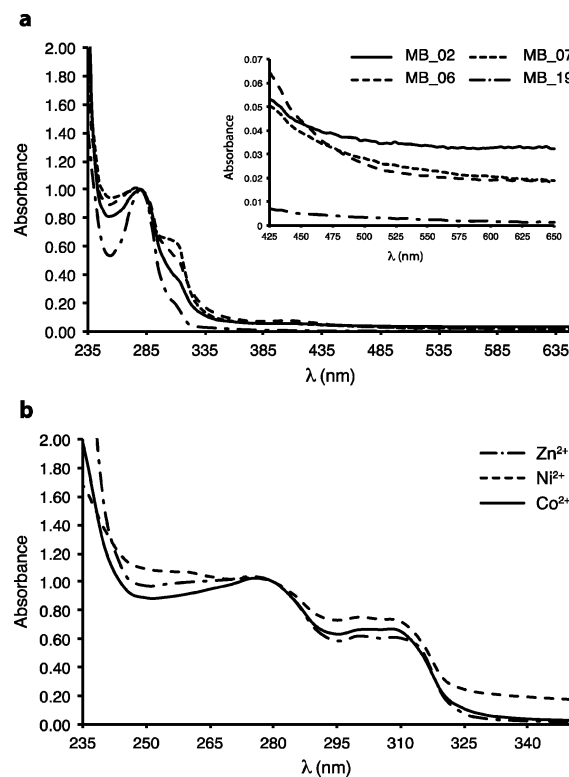 a
2.00
1.80
1.60
1.40
1.20
1.00
0.80
0.60
0.40
0.20
0.00
Absorbance
235 285 335 385 435 485 535 585 635
λ (nm)
MB_02 MB_07
MB_06 MB_19
0.07
0.06
0.05
0.04
0.03
0.02
0.01
0
Absorbance
425 450 475 500 525 550 575 600 625 650
λ (nm)
b
2.00
1.80
1.60
1.40
1.20
1.00
0.80
0.60
0.40
0.20
0.00
Absorbance
235 250 265 280 295 310 325 340
λ (nm)
Zn²⁺
Ni²⁺
Co²⁺